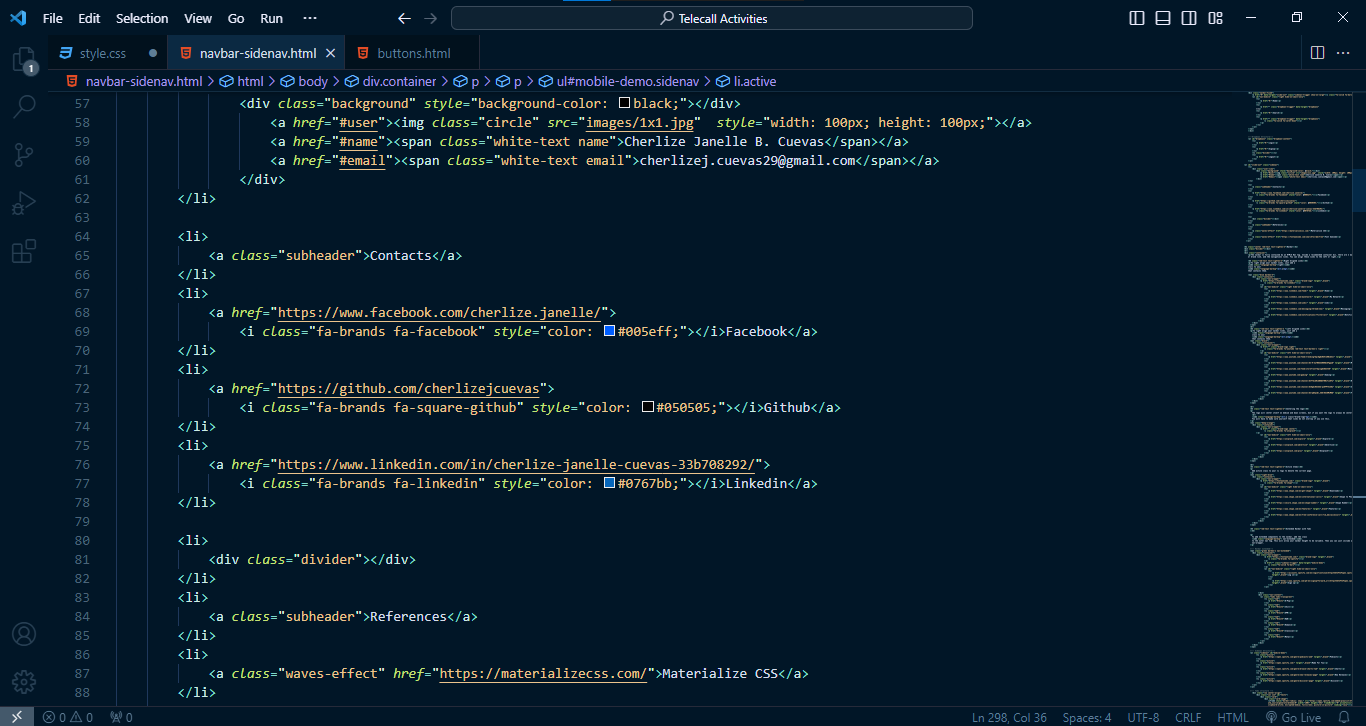 File Edit Selection View Go Run ··· Telecall Activities
style.css navbar-sidenav.html buttons.html
navbar-sidenav.html > html > body > div.container > p > p > ul#mobile-demo.sidenav > li.active
57 <div class="background" style="background-color: black;"></div>
58 <a href="#user"><img class="circle" src="images/1x1.jpg"  style="width: 100px; height: 100px;"></a>
59 <a href="#name"><span class="white-text name">Cherlize Janelle B. Cuevas</span></a>
60 <a href="#email"><span class="white-text email">cherlizej.cuevas29@gmail.com</span></a>
61 </div>
62 </li>
63
64 <li>
65 <a class="subheader">Contacts</a>
66 </li>
67 <li>
68 <a href="https://www.facebook.com/cherlize.janelle/">
69 <i class="fa-brands fa-facebook" style="color: #005eff;"></i>Facebook</a>
70 </li>
71 <li>
72 <a href="https://github.com/cherlizejcuevas">
73 <i class="fa-brands fa-square-github" style="color: #050505;"></i>Github</a>
74 </li>
75 <li>
76 <a href="https://www.linkedin.com/in/cherlize-janelle-cuevas-33b708292/">
77 <i class="fa-brands fa-linkedin" style="color: #0767bb;"></i>Linkedin</a>
78 </li>
79
80 <li>
81 <div class="divider"></div>
82 </li>
83 <li>
84 <a class="subheader">References</a>
85 </li>
86 <li>
87 <a class="waves-effect" href="https://materializecss.com/">Materialize CSS</a>
88 </li>
1
0 0 0 Ln 298, Col 36 Spaces: 4 UTF-8 CRLF HTML Go Live